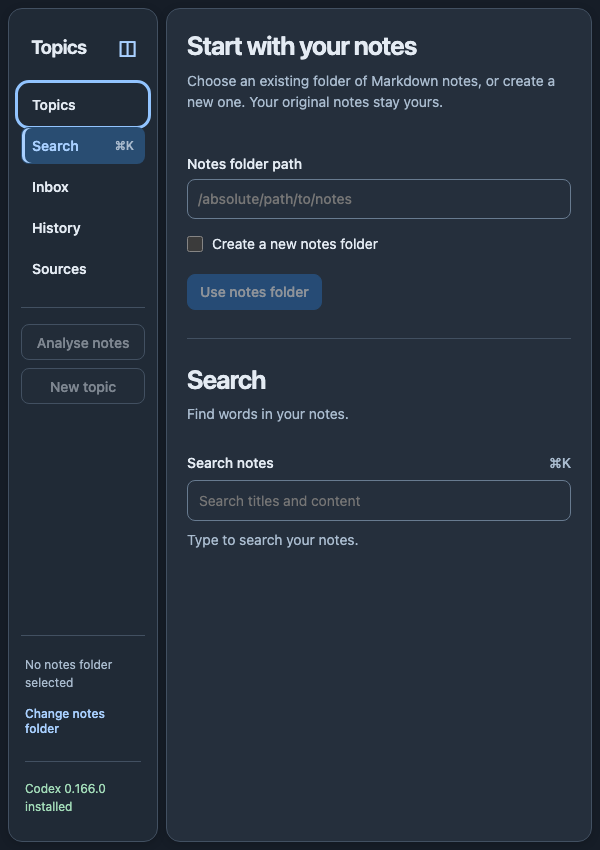 Topics
Topics
Search ⌘K
Inbox
History
Sources
Analyse notes
New topic
No notes folder
selected
Change notes
folder
Codex 0.166.0
installed
Start with your notes
Choose an existing folder of Markdown notes, or create a
new one. Your original notes stay yours.
Notes folder path
/absolute/path/to/notes
Create a new notes folder
Use notes folder
Search
Find words in your notes.
Search notes ⌘K
Search titles and content
Type to search your notes.